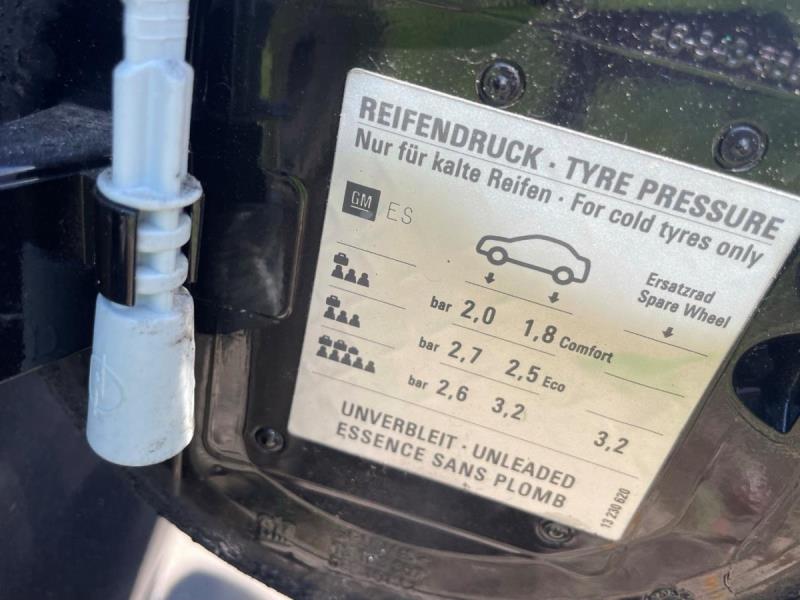 REIFENDRUCK · TYRE PRESSURE
Nur für kalte Reifen · For cold tyres only
GM ES
Ersatzrad
Spare Wheel
bar 2,0 1,8 Comfort
bar 2,7 2,5 Eco
bar 2,6 3,2 3,2
UNVERBLEIT · UNLEADED
ESSENCE SANS PLOMB
13 230 620